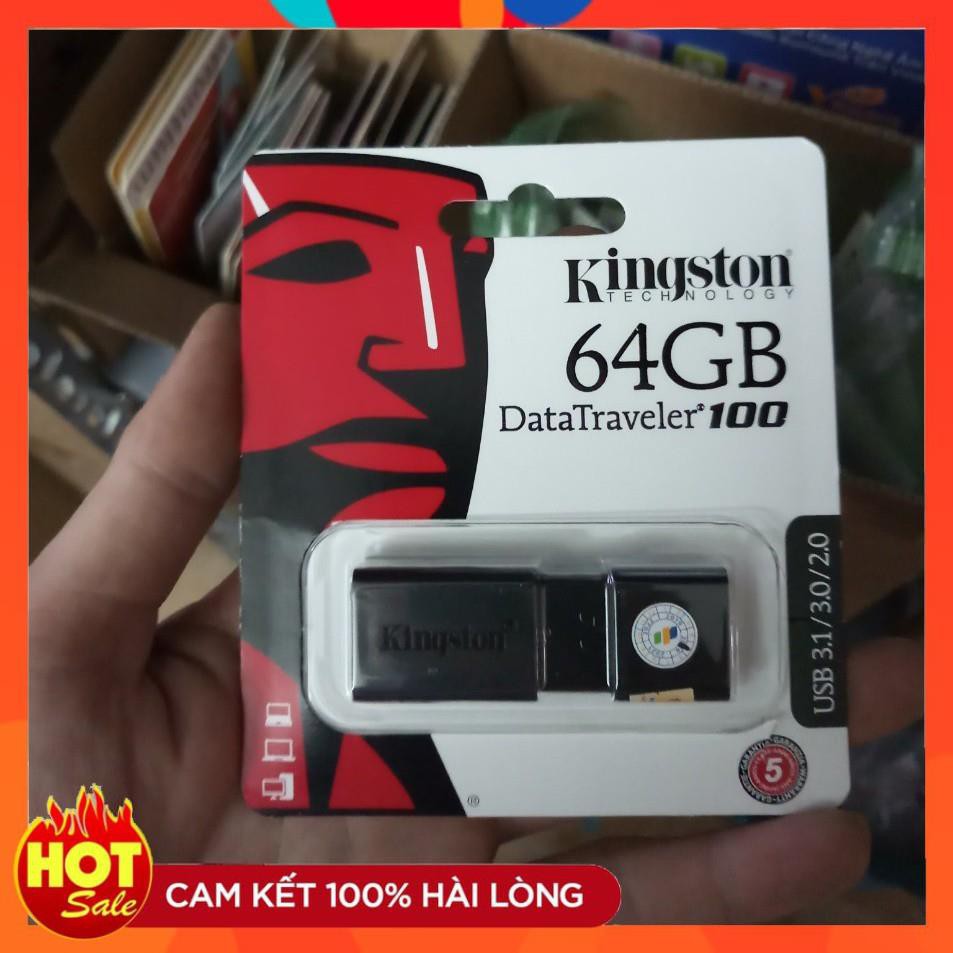 Kingston
TECHNOLOGY
64GB
DataTraveler 100
USB 3.1/3.0/2.0
Kingston
5
®
HOT
Sale
CAM KẾT 100% HÀI LÒNG